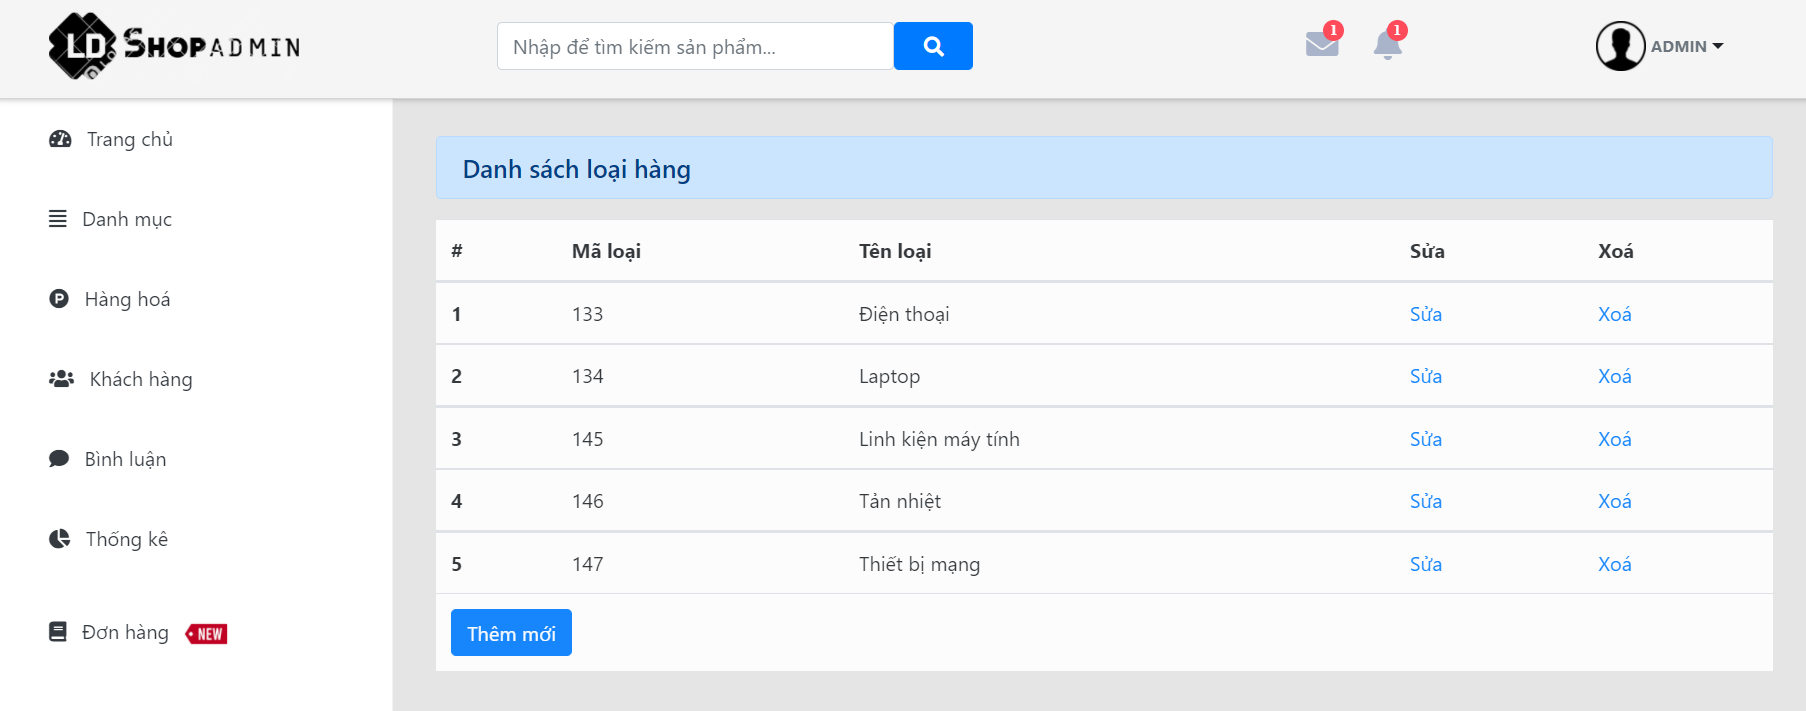 LD SHOP ADMIN
Nhập để tìm kiếm sản phẩm...
1
1
ADMIN
Trang chủ
Danh mục
Hàng hoá
Khách hàng
Bình luận
Thống kê
Đơn hàng NEW
Danh sách loại hàng
# Mã loại Tên loại Sửa Xoá
1 133 Điện thoại Sửa Xoá
2 134 Laptop Sửa Xoá
3 145 Linh kiện máy tính Sửa Xoá
4 146 Tản nhiệt Sửa Xoá
5 147 Thiết bị mạng Sửa Xoá
Thêm mới